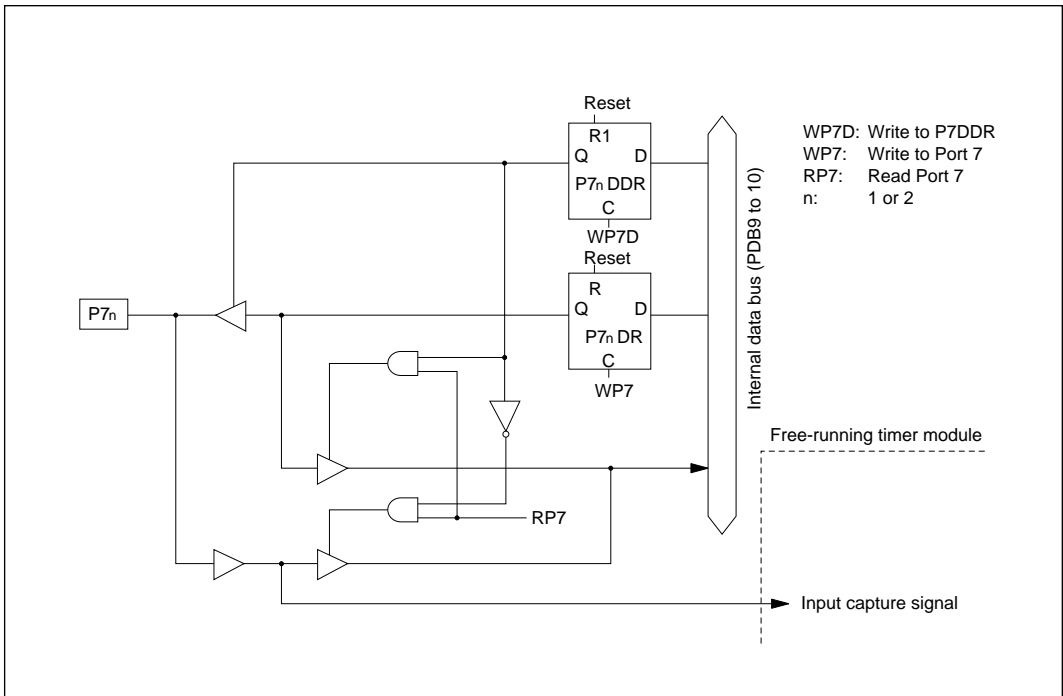 Reset
R1
Q D
P7n DDR
C
WP7D
Reset
R
Q D
P7n DR
C
WP7
P7n
RP7
Internal data bus (PDB9 to 10)
WP7D: Write to P7DDR
WP7: Write to Port 7
RP7: Read Port 7
n: 1 or 2
Free-running timer module
Input capture signal